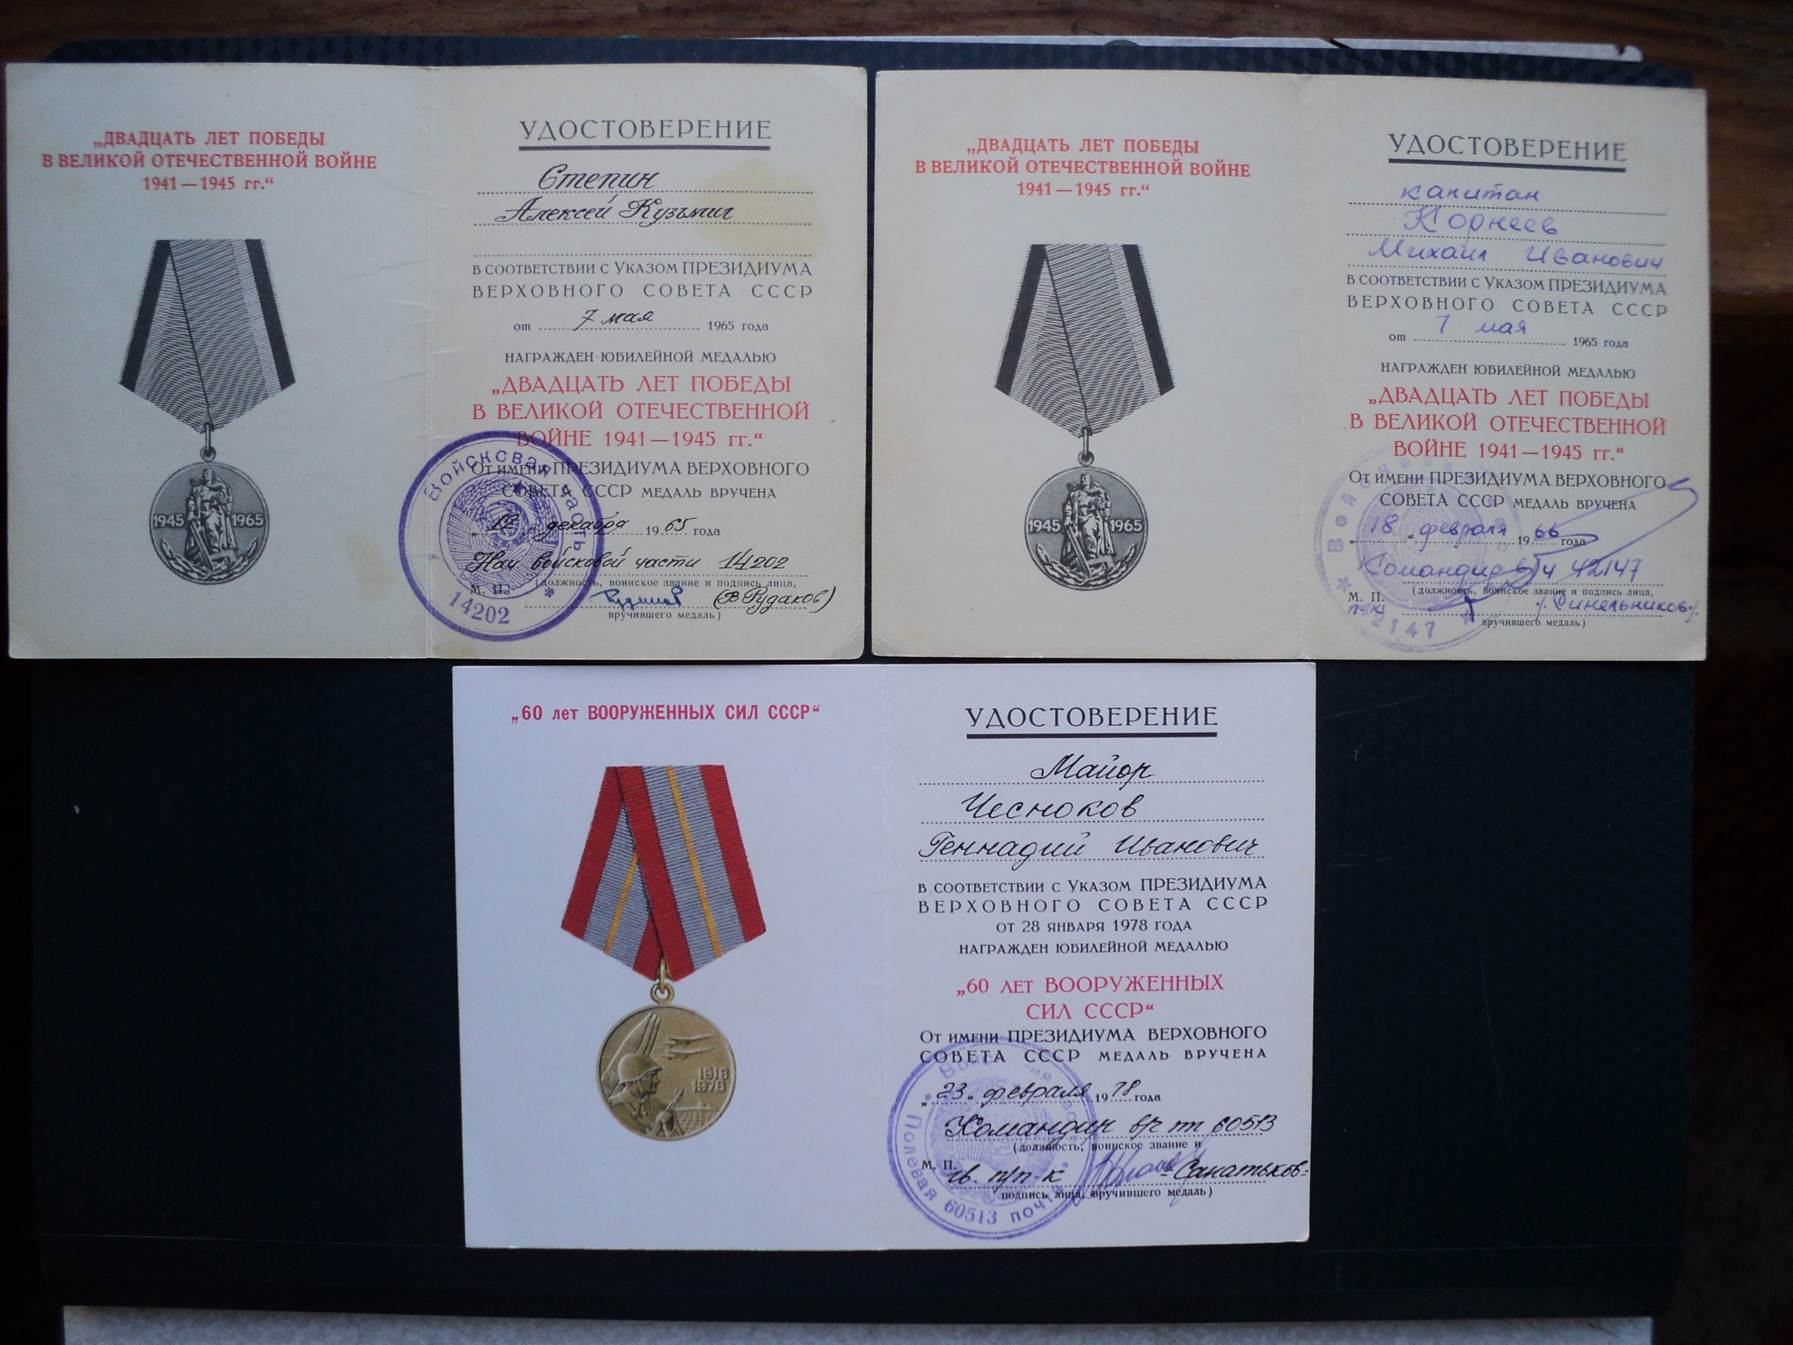 „ДВАДЦАТЬ ЛЕТ ПОБЕДЫ
В ВЕЛИКОЙ ОТЕЧЕСТВЕННОЙ ВОЙНЕ
1941—1945 гг.“
1945 1965
УДОСТОВЕРЕНИЕ
Степин
Алексей Кузьмич
В СООТВЕТСТВИИ С УКАЗОМ ПРЕЗИДИУМА
ВЕРХОВНОГО СОВЕТА СССР
от 7 мая 1965 года
НАГРАЖДЕН ЮБИЛЕЙНОЙ МЕДАЛЬЮ
„ДВАДЦАТЬ ЛЕТ ПОБЕДЫ
В ВЕЛИКОЙ ОТЕЧЕСТВЕННОЙ
ВОЙНЕ 1941—1945 гг.“
От имени ПРЕЗИДИУМА ВЕРХОВНОГО
СОВЕТА СССР МЕДАЛЬ ВРУЧЕНА
декабря 1965 года
Нач войсковой части 14202
(должность, воинское звание и подпись лица,
М. П. (В Рудаков)
вручившего медаль)
Войсковая часть
14202
„ДВАДЦАТЬ ЛЕТ ПОБЕДЫ
В ВЕЛИКОЙ ОТЕЧЕСТВЕННОЙ ВОЙНЕ
1941—1945 гг.“
1945 1965
УДОСТОВЕРЕНИЕ
капитан
Корнеев
Михаил Иванович
В СООТВЕТСТВИИ С УКАЗОМ ПРЕЗИДИУМА
ВЕРХОВНОГО СОВЕТА СССР
от 7 мая 1965 года
НАГРАЖДЕН ЮБИЛЕЙНОЙ МЕДАЛЬЮ
„ДВАДЦАТЬ ЛЕТ ПОБЕДЫ
В ВЕЛИКОЙ ОТЕЧЕСТВЕННОЙ
ВОЙНЕ 1941—1945 гг.“
От имени ПРЕЗИДИУМА ВЕРХОВНОГО
СОВЕТА СССР МЕДАЛЬ ВРУЧЕНА
„18“ февраля 1966 года
Командир в/ч 42147
(должность, воинское звание и подпись лица,
М. П.
п-к /.Синельников/.
вручившего медаль)
„60 лет ВООРУЖЕННЫХ СИЛ СССР“
1918
1978
УДОСТОВЕРЕНИЕ
Майор
Чесноков
Геннадий Иванович
В СООТВЕТСТВИИ С УКАЗОМ ПРЕЗИДИУМА
ВЕРХОВНОГО СОВЕТА СССР
ОТ 28 ЯНВАРЯ 1978 ГОДА
НАГРАЖДЕН ЮБИЛЕЙНОЙ МЕДАЛЬЮ
„60 ЛЕТ ВООРУЖЕННЫХ
СИЛ СССР“
От имени ПРЕЗИДИУМА ВЕРХОВНОГО
СОВЕТА СССР МЕДАЛЬ ВРУЧЕНА
„23“ февраля 1978 года
Командир в/ч пп 60513
(должность, воинское звание и
М. П. гв. п/п-к -Санатьков-
подпись лица, вручившего медаль)
Полевая 60513 почта